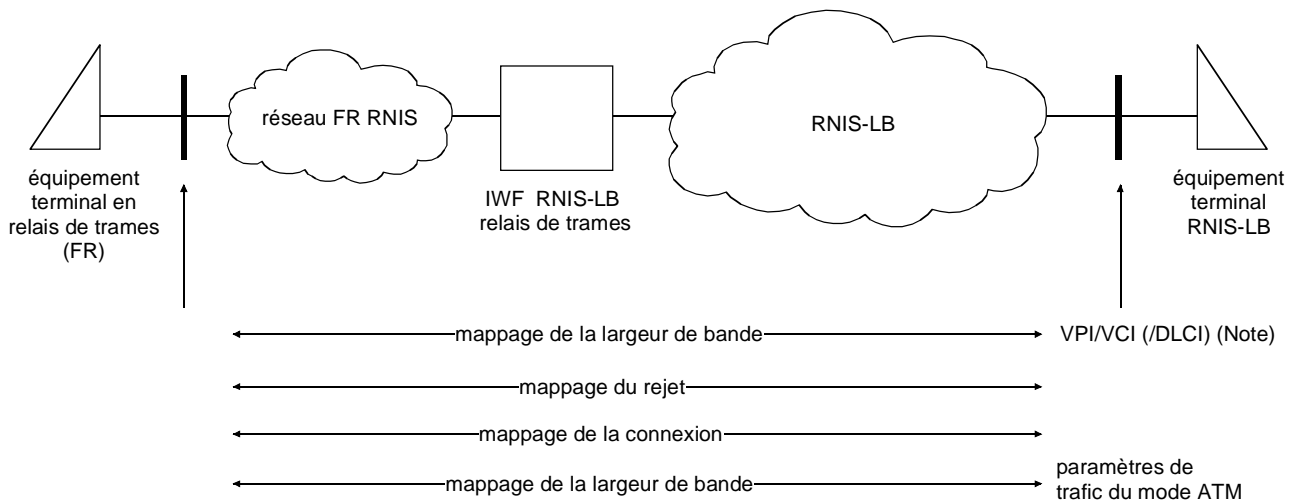 réseau FR RNIS
RNIS-LB
équipement
terminal en
relais de trames
(FR)
IWF RNIS-LB
relais de trames
équipement
terminal
RNIS-LB
mappage de la largeur de bande
VPI/VCI (/DLCI) (Note)
mappage du rejet
mappage de la connexion
mappage de la largeur de bande
paramètres de
trafic du mode ATM